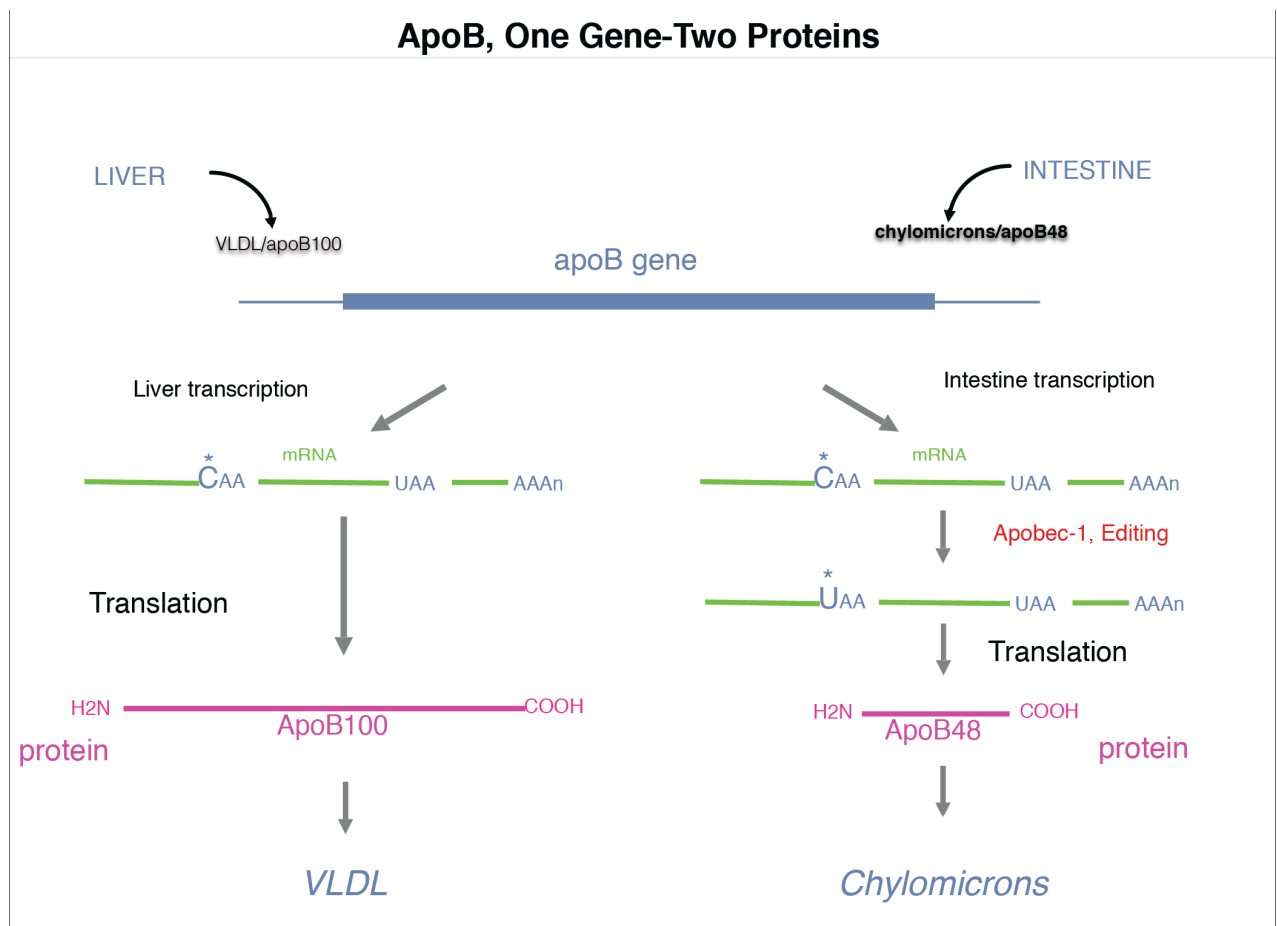 ApoB, One Gene-Two Proteins
LIVER
INTESTINE
VLDL/apoB100
chylomicrons/apoB48
apoB gene
Liver transcription
Intestine transcription
* mRNA
CAA UAA AAAn
* mRNA
CAA UAA AAAn
Apobec-1, Editing
*
UAA UAA AAAn
Translation
Translation
H2N COOH
ApoB100
protein
H2N COOH
ApoB48
protein
VLDL
Chylomicrons